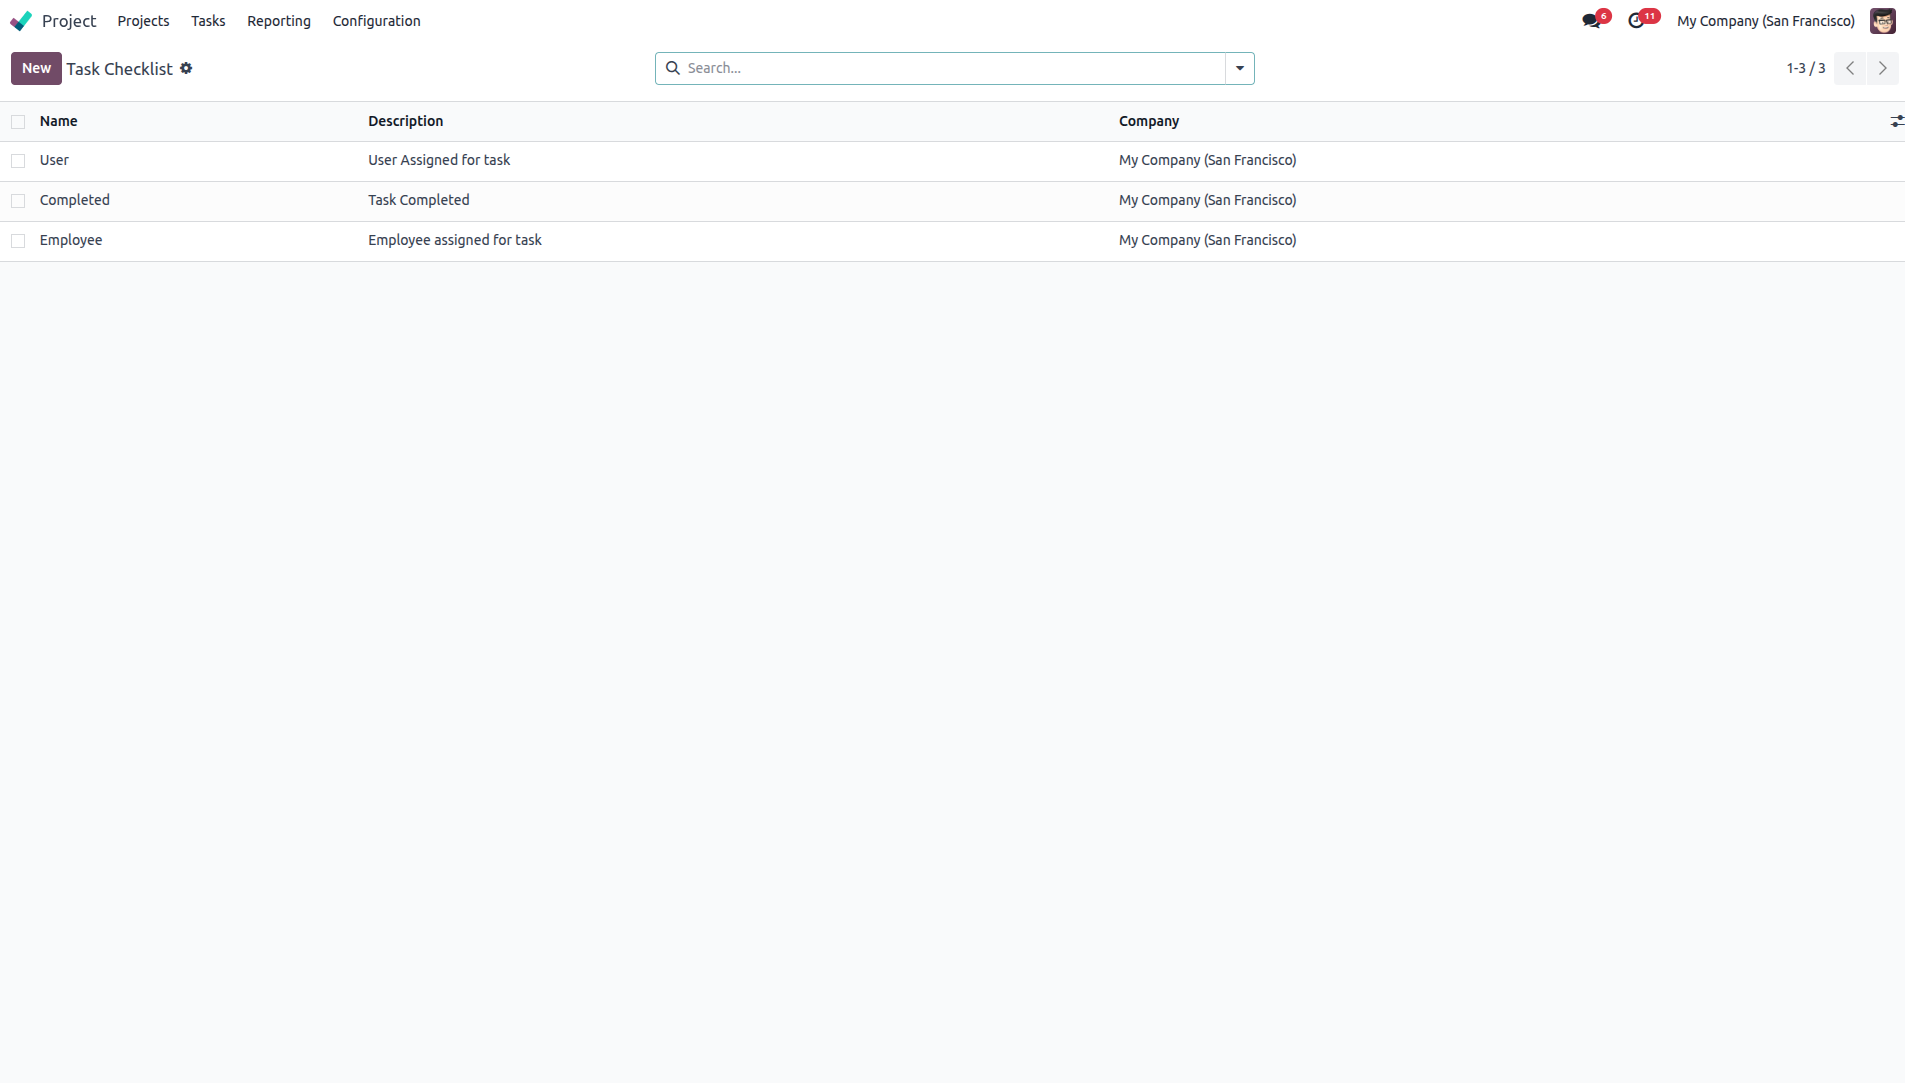 Project Projects Tasks Reporting Configuration 6 11 My Company (San Francisco)
New Task Checklist Search... 1-3 / 3
Name Description Company
User User Assigned for task My Company (San Francisco)
Completed Task Completed My Company (San Francisco)
Employee Employee assigned for task My Company (San Francisco)